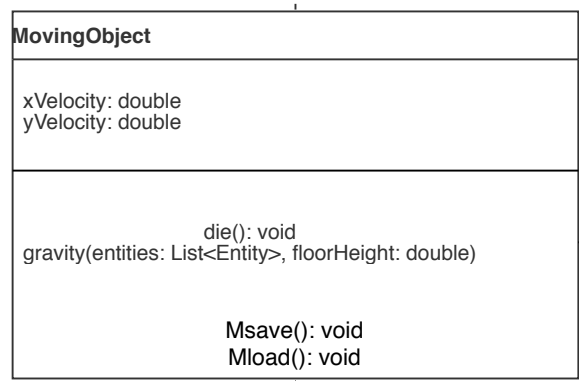 MovingObject
xVelocity: double
yVelocity: double
die(): void
gravity(entities: List<Entity>, floorHeight: double)
Msave(): void
Mload(): void